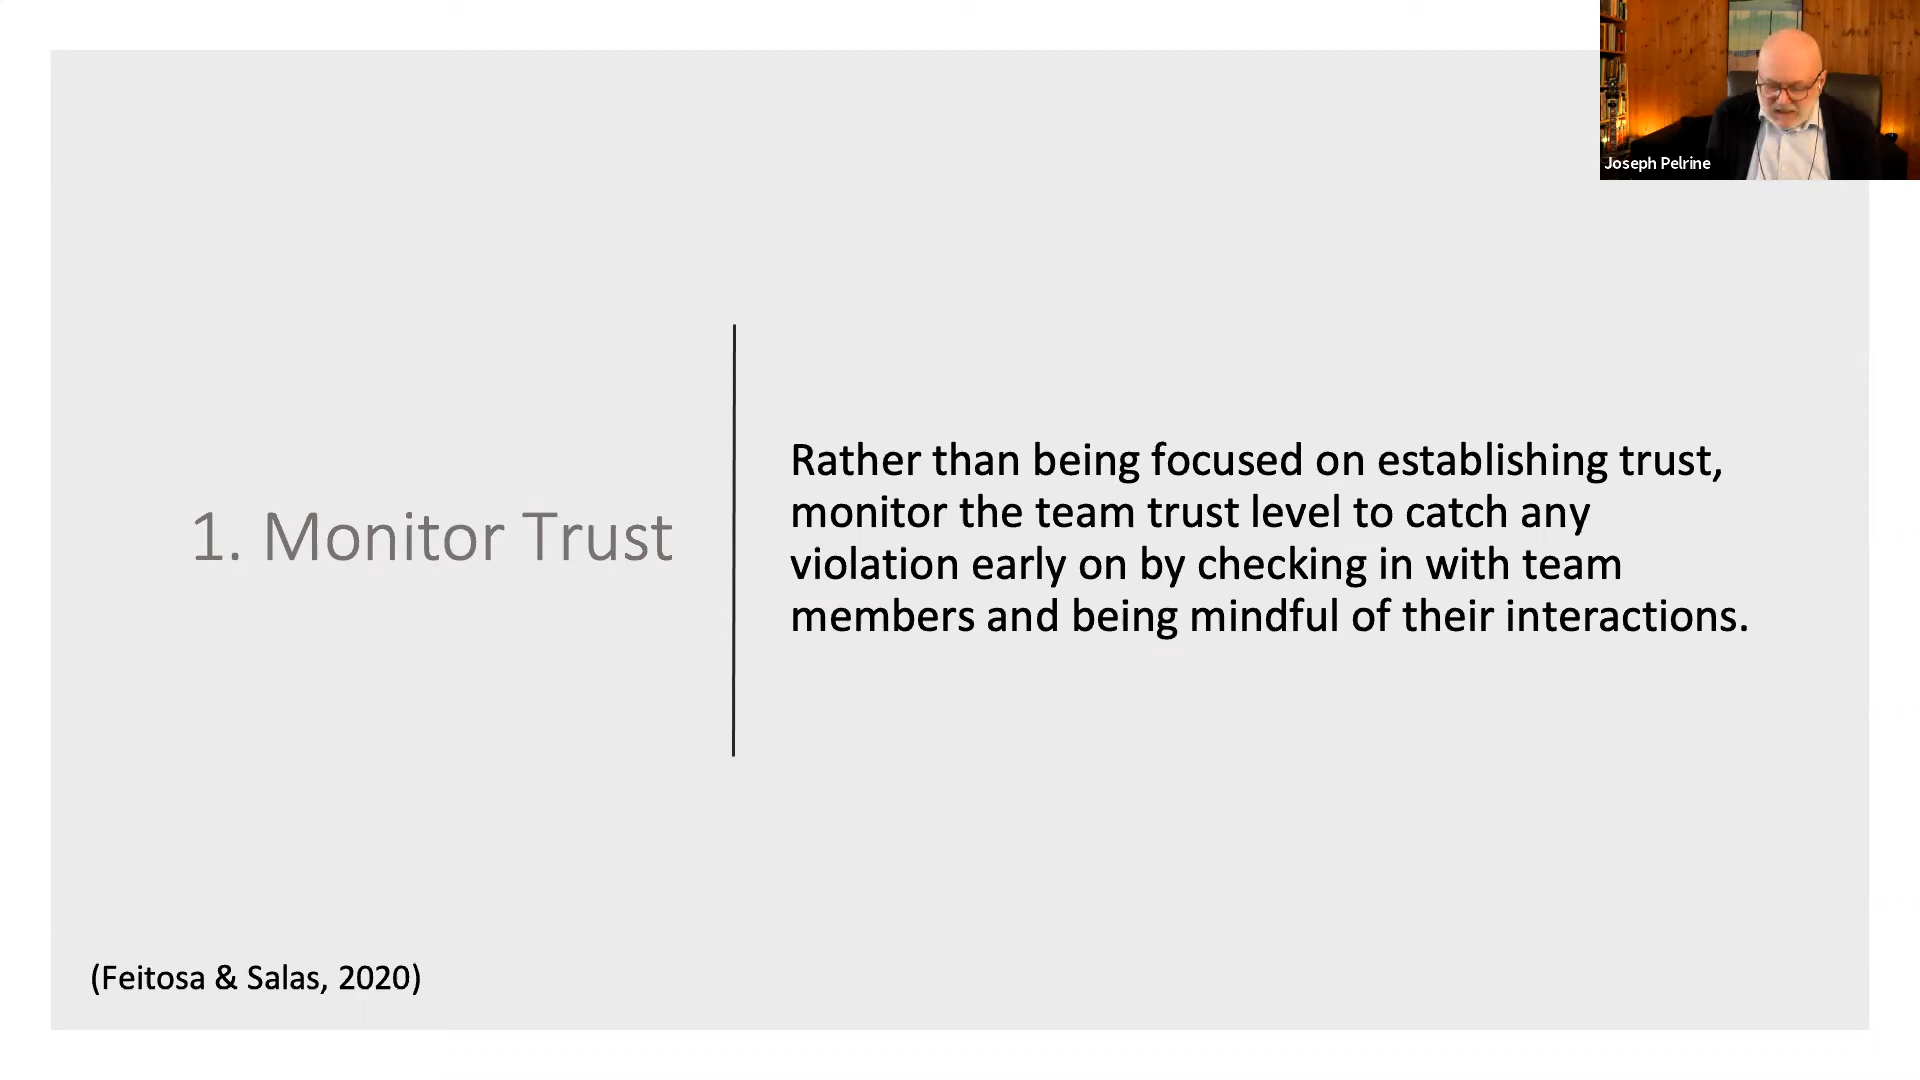 Joseph Pelrine
1. Monitor Trust
Rather than being focused on establishing trust,
monitor the team trust level to catch any
violation early on by checking in with team
members and being mindful of their interactions.
(Feitosa & Salas, 2020)